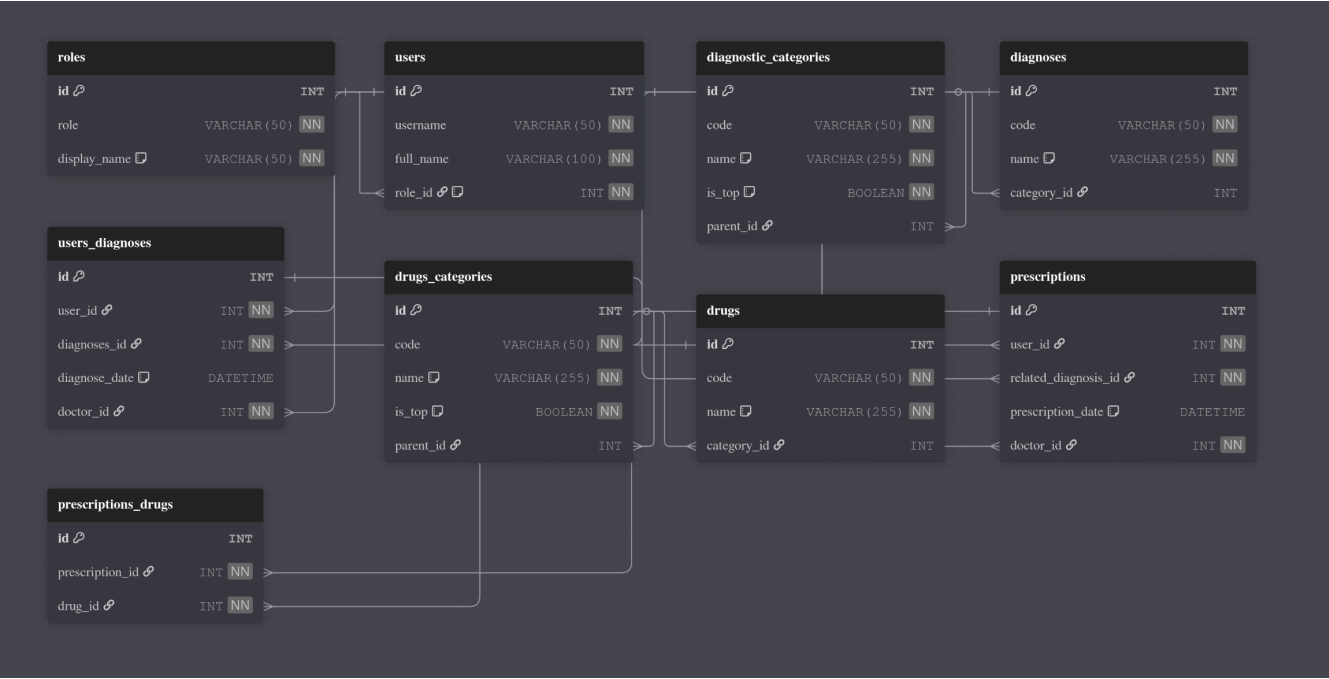 roles
id INT
role VARCHAR(50) NN
display_name VARCHAR(50) NN
users
id INT
username VARCHAR(50) NN
full_name VARCHAR(100) NN
role_id INT NN
diagnostic_categories
id INT
code VARCHAR(50) NN
name VARCHAR(255) NN
is_top BOOLEAN NN
parent_id INT
diagnoses
id INT
code VARCHAR(50) NN
name VARCHAR(255) NN
category_id INT
users_diagnoses
id INT
user_id INT NN
diagnoses_id INT NN
diagnose_date DATETIME
doctor_id INT NN
drugs_categories
id INT
code VARCHAR(50) NN
name VARCHAR(255) NN
is_top BOOLEAN NN
parent_id INT
drugs
id INT
code VARCHAR(50) NN
name VARCHAR(255) NN
category_id INT
prescriptions
id INT
user_id INT NN
related_diagnosis_id INT NN
prescription_date DATETIME
doctor_id INT NN
prescriptions_drugs
id INT
prescription_id INT NN
drug_id INT NN